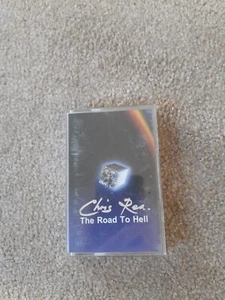 Chris Rea.
The Road To Hell